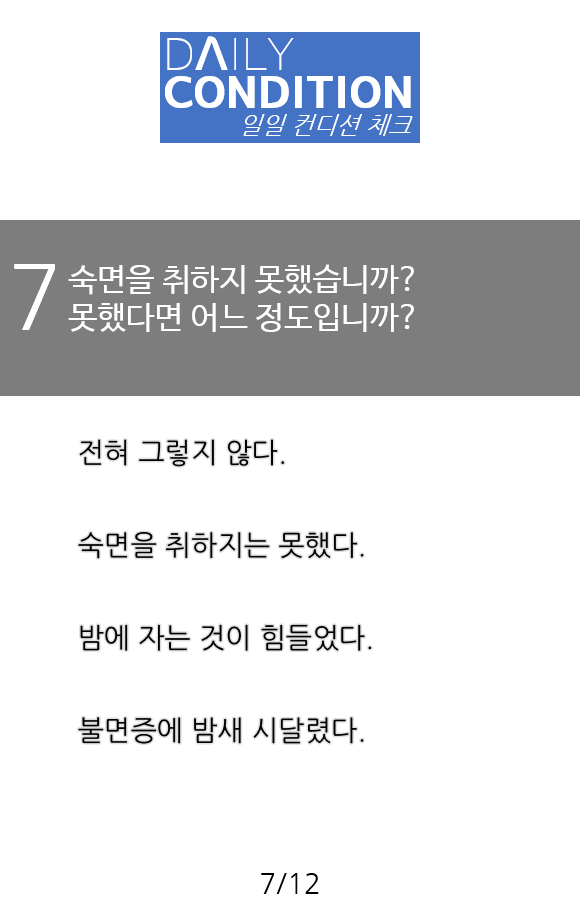 DAILY
CONDITION
일일 컨디션 체크
7 숙면을 취하지 못했습니까?
못했다면 어느 정도입니까?
전혀 그렇지 않다.
숙면을 취하지는 못했다.
밤에 자는 것이 힘들었다.
불면증에 밤새 시달렸다.
7/12